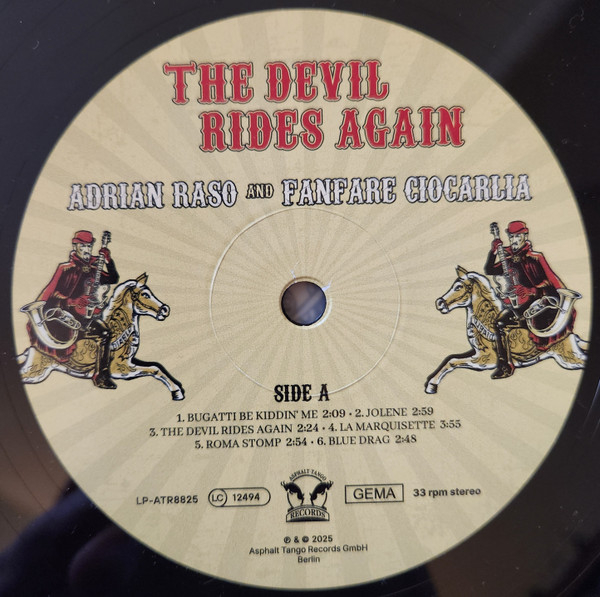 THE DEVIL
RIDES AGAIN
ADRIAN RASO AND FANFARE CIOCARLIA
SIDE A
1. BUGATTI BE KIDDIN' ME 2:09 • 2. JOLENE 2:59
3. THE DEVIL RIDES AGAIN 2:24 • 4. LA MARQUISETTE 3:55
5. ROMA STOMP 2:54 • 6. BLUE DRAG 2:48
ASPHALT TANGO
RECORDS
LP-ATR8825 LC 12494 GEMA 33 rpm stereo
℗ & © 2025
Asphalt Tango Records GmbH
Berlin